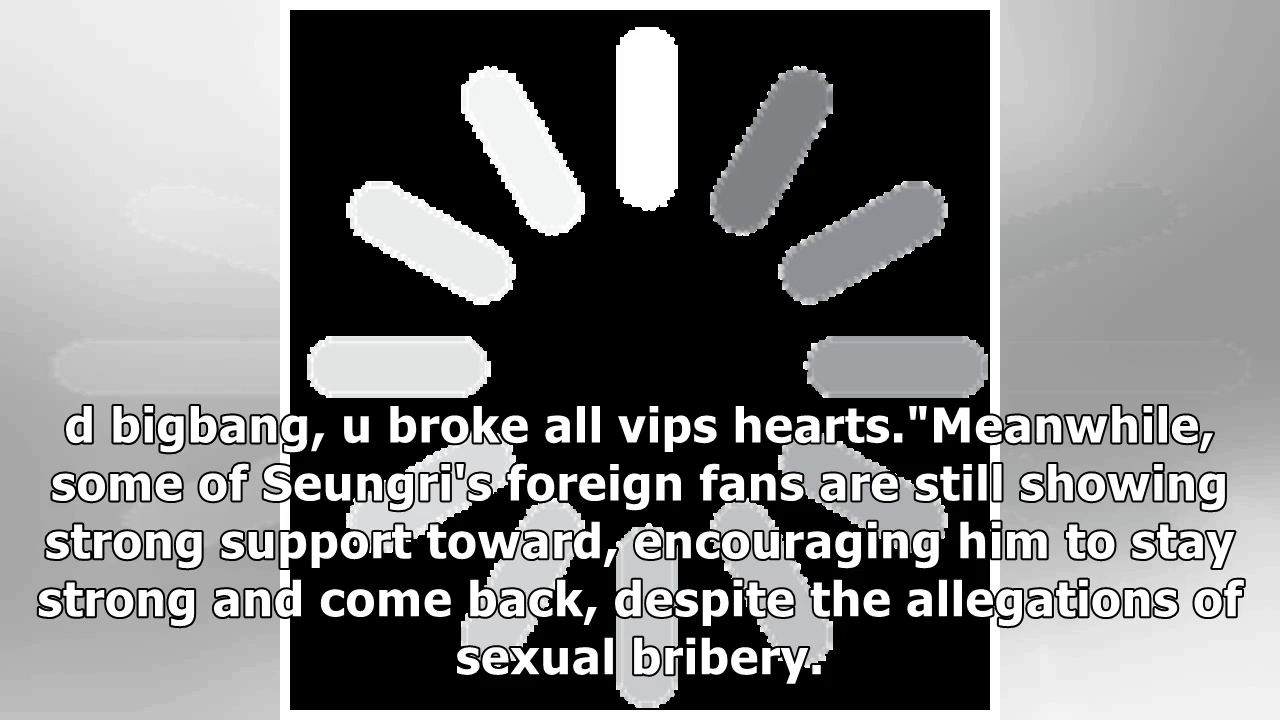 d bigbang, u broke all vips hearts."Meanwhile,
some of Seungri's foreign fans are still showing
strong support toward, encouraging him to stay
strong and come back, despite the allegations of
sexual bribery.